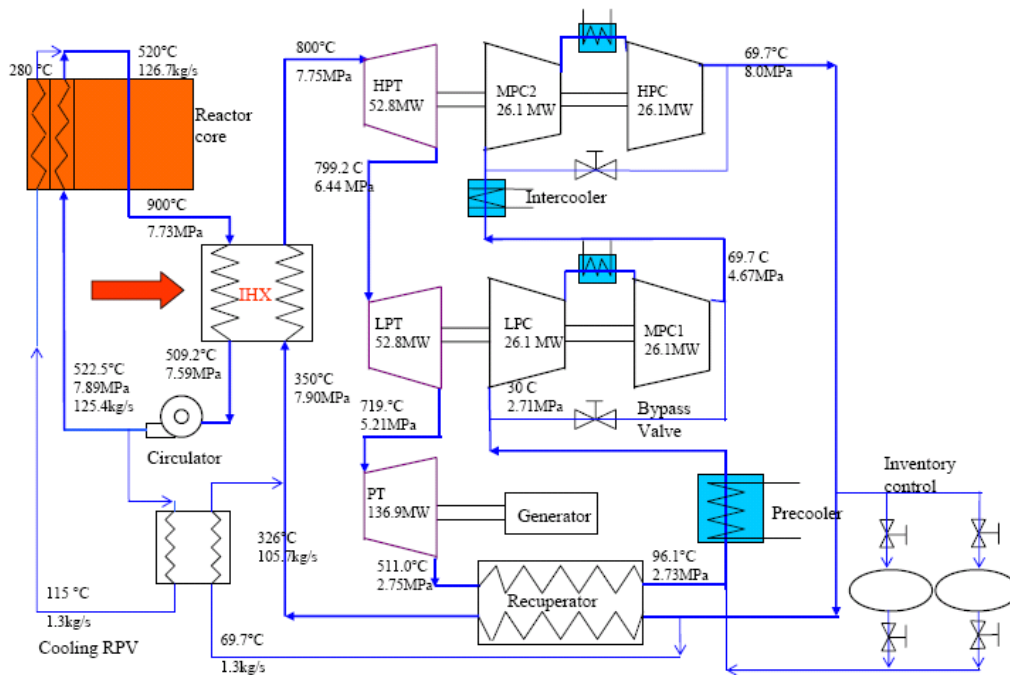 520°C
126.7kg/s
280 °C
Reactor
core
900°C
7.73MPa
IHX
509.2°C
7.59MPa
522.5°C
7.89MPa
125.4kg/s
Circulator
115 °C
1.3kg/s
Cooling RPV
69.7°C
1.3kg/s
326°C
105.7kg/s
350°C
7.90MPa
800°C
7.75MPa
HPT
52.8MW
MPC2
26.1 MW
HPC
26.1MW
69.7°C
8.0MPa
799.2 C
6.44 MPa
Intercooler
69.7 C
4.67MPa
LPT
52.8MW
LPC
26.1 MW
MPC1
26.1MW
30 C
2.71MPa
Bypass
Valve
719.°C
5.21MPa
PT
136.9MW
Generator
Precooler
Inventory
control
511.0°C
2.75MPa
Recuperator
96.1°C
2.73MPa